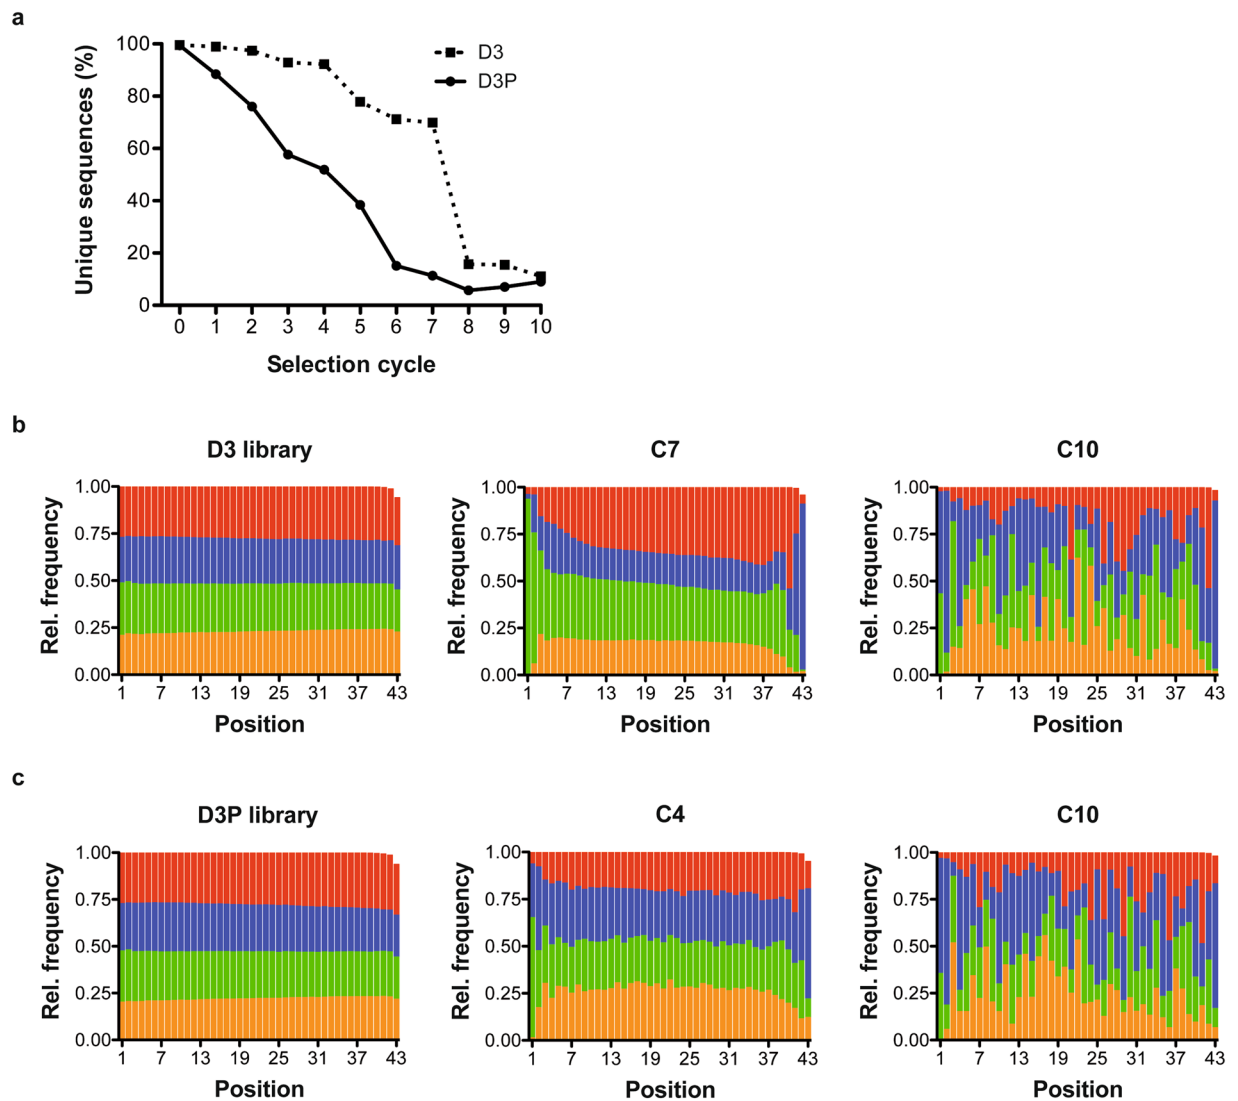 a
Unique sequences (%)
100
80
60
40
20
0
D3
D3P
0 1 2 3 4 5 6 7 8 9 10
Selection cycle
b
D3 library
Rel. frequency
1.00
0.75
0.50
0.25
0.00
1 7 13 19 25 31 37 43
Position
C7
Rel. frequency
1.00
0.75
0.50
0.25
0.00
1 7 13 19 25 31 37 43
Position
C10
Rel. frequency
1.00
0.75
0.50
0.25
0.00
1 7 13 19 25 31 37 43
Position
c
D3P library
Rel. frequency
1.00
0.75
0.50
0.25
0.00
1 7 13 19 25 31 37 43
Position
C4
Rel. frequency
1.00
0.75
0.50
0.25
0.00
1 7 13 19 25 31 37 43
Position
C10
Rel. frequency
1.00
0.75
0.50
0.25
0.00
1 7 13 19 25 31 37 43
Position